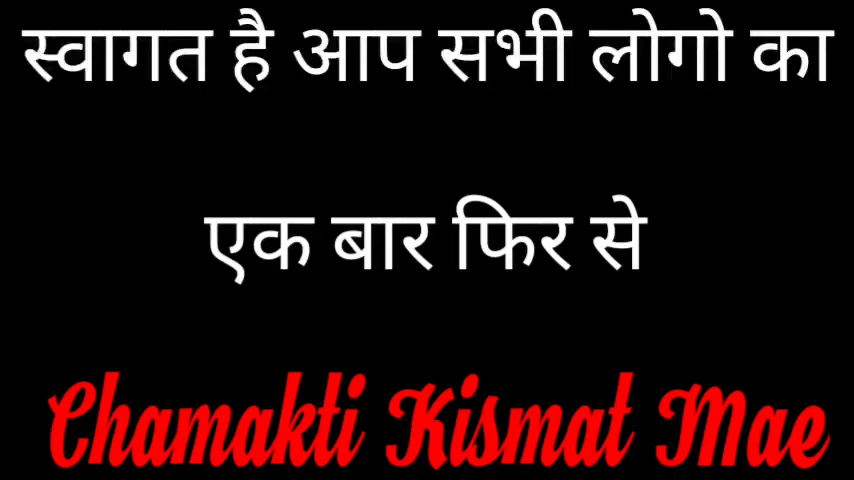 स्वागत है आप सभी लोगो का
एक बार फिर से
Chamakti Kismat Mae